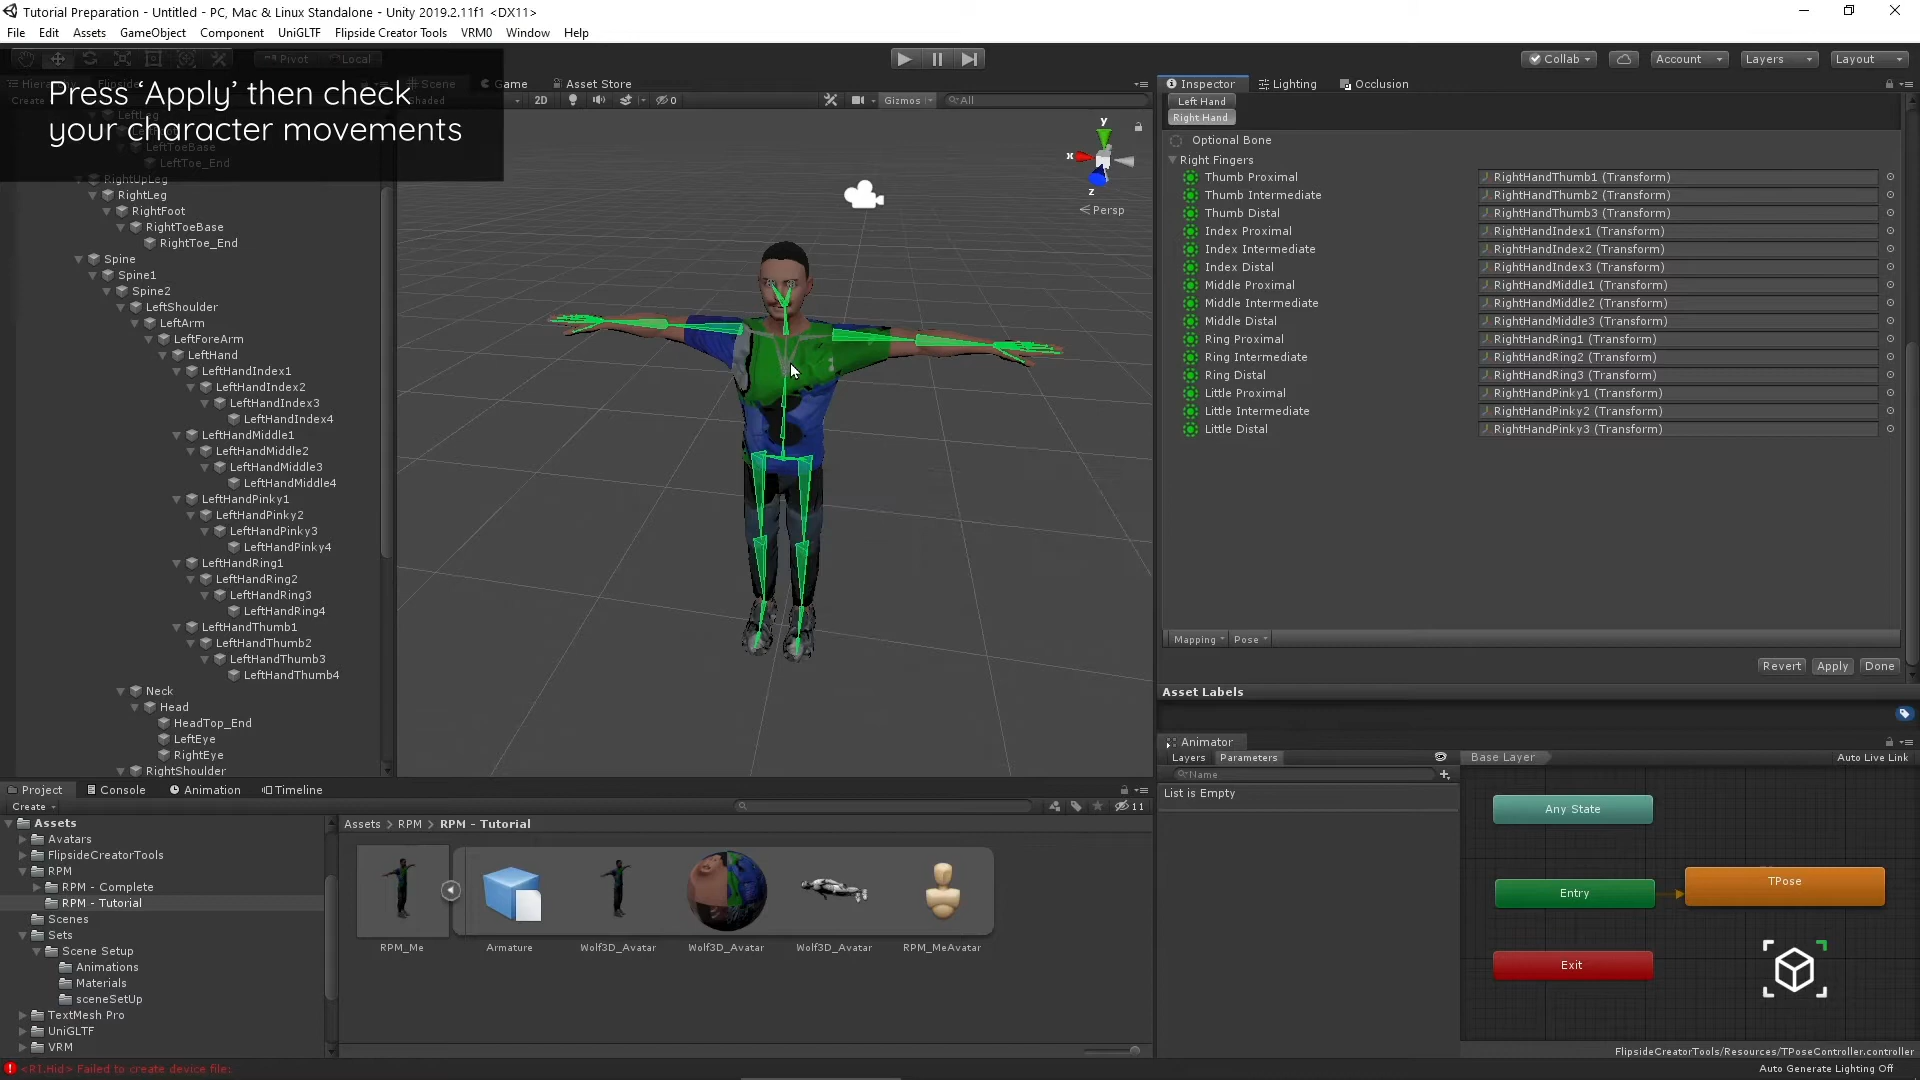 Tutorial Preparation - Untitled - PC, Mac & Linux Standalone - Unity 2019.2.11f1 <DX11>
File Edit Assets GameObject Component UniGLTF Flipside Creator Tools VRM0 Window Help
Pivot Local
Collab Account Layers Layout
Press ‘Apply’ then check
your character movements
Scene Game Asset Store
Shaded 2D 0 Gizmos All
y
x
z
Persp
LeftLeg
LeftToeBase
LeftToe_End
RightUpLeg
RightLeg
RightFoot
RightToeBase
RightToe_End
Spine
Spine1
Spine2
LeftShoulder
LeftArm
LeftForeArm
LeftHand
LeftHandIndex1
LeftHandIndex2
LeftHandIndex3
LeftHandIndex4
LeftHandMiddle1
LeftHandMiddle2
LeftHandMiddle3
LeftHandMiddle4
LeftHandPinky1
LeftHandPinky2
LeftHandPinky3
LeftHandPinky4
LeftHandRing1
LeftHandRing2
LeftHandRing3
LeftHandRing4
LeftHandThumb1
LeftHandThumb2
LeftHandThumb3
LeftHandThumb4
Neck
Head
HeadTop_End
LeftEye
RightEye
RightShoulder
Inspector Lighting Occlusion
Left Hand
Right Hand
Optional Bone
Right Fingers
Thumb Proximal RightHandThumb1 (Transform)
Thumb Intermediate RightHandThumb2 (Transform)
Thumb Distal RightHandThumb3 (Transform)
Index Proximal RightHandIndex1 (Transform)
Index Intermediate RightHandIndex2 (Transform)
Index Distal RightHandIndex3 (Transform)
Middle Proximal RightHandMiddle1 (Transform)
Middle Intermediate RightHandMiddle2 (Transform)
Middle Distal RightHandMiddle3 (Transform)
Ring Proximal RightHandRing1 (Transform)
Ring Intermediate RightHandRing2 (Transform)
Ring Distal RightHandRing3 (Transform)
Little Proximal RightHandPinky1 (Transform)
Little Intermediate RightHandPinky2 (Transform)
Little Distal RightHandPinky3 (Transform)
Mapping Pose
Revert Apply Done
Asset Labels
Animator
Layers Parameters Base Layer Auto Live Link
Name
List is Empty
Any State
Entry
TPose
Exit
FlipsideCreatorTools/Resources/TPoseController.controller
Auto Generate Lighting Off
Project Console Animation Timeline
Create 11
Assets
Avatars
FlipsideCreatorTools
RPM
RPM - Complete
RPM - Tutorial
Scenes
Sets
Scene Setup
Animations
Materials
sceneSetUp
TextMesh Pro
UniGLTF
VRM
Assets > RPM > RPM - Tutorial
RPM_Me Armature Wolf3D_Avatar Wolf3D_Avatar Wolf3D_Avatar RPM_MeAvatar
<R1.Hid> Failed to create device file: